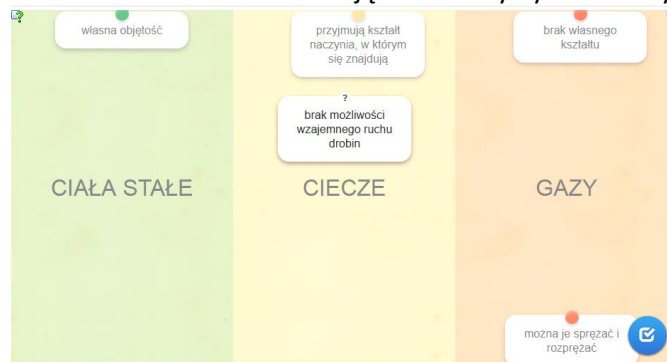 własna objętość
przyjmują kształt
naczynia, w którym
się znajdują
brak własnego
kształtu
?
brak możliwości
wzajemnego ruchu
drobin
CIAŁA STAŁE
CIECZE
GAZY
można je sprężać i
rozprężać